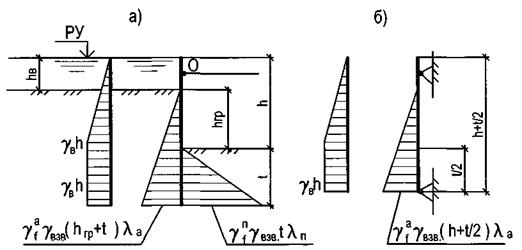 а)
б)
РУ
O
hв
hгр
h
t
γвh
γвh
γвh
h+t/2
t/2
γfᵃγвзв(hгр+t)λа
γfⁿγвзв.tλп
γfᵃγвзв.(h+t/2)λа